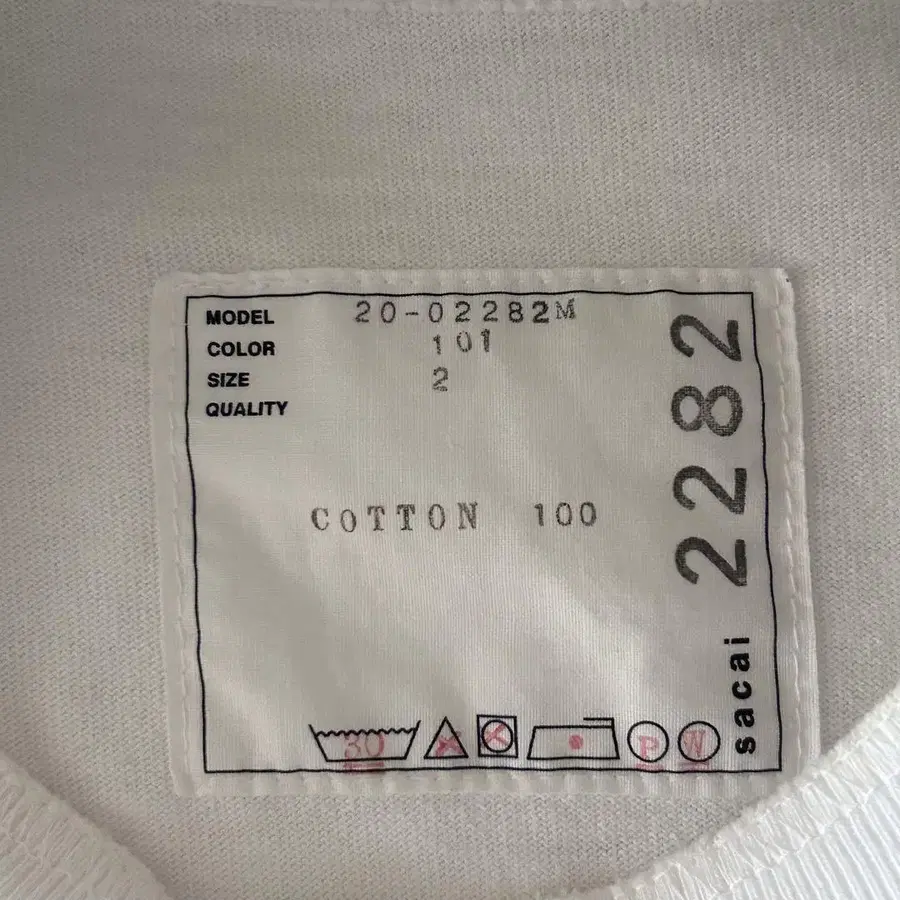 MODEL 20-02282M
COLOR 101
SIZE 2
QUALITY
COTTON 100
2282
sacai
30
P
W